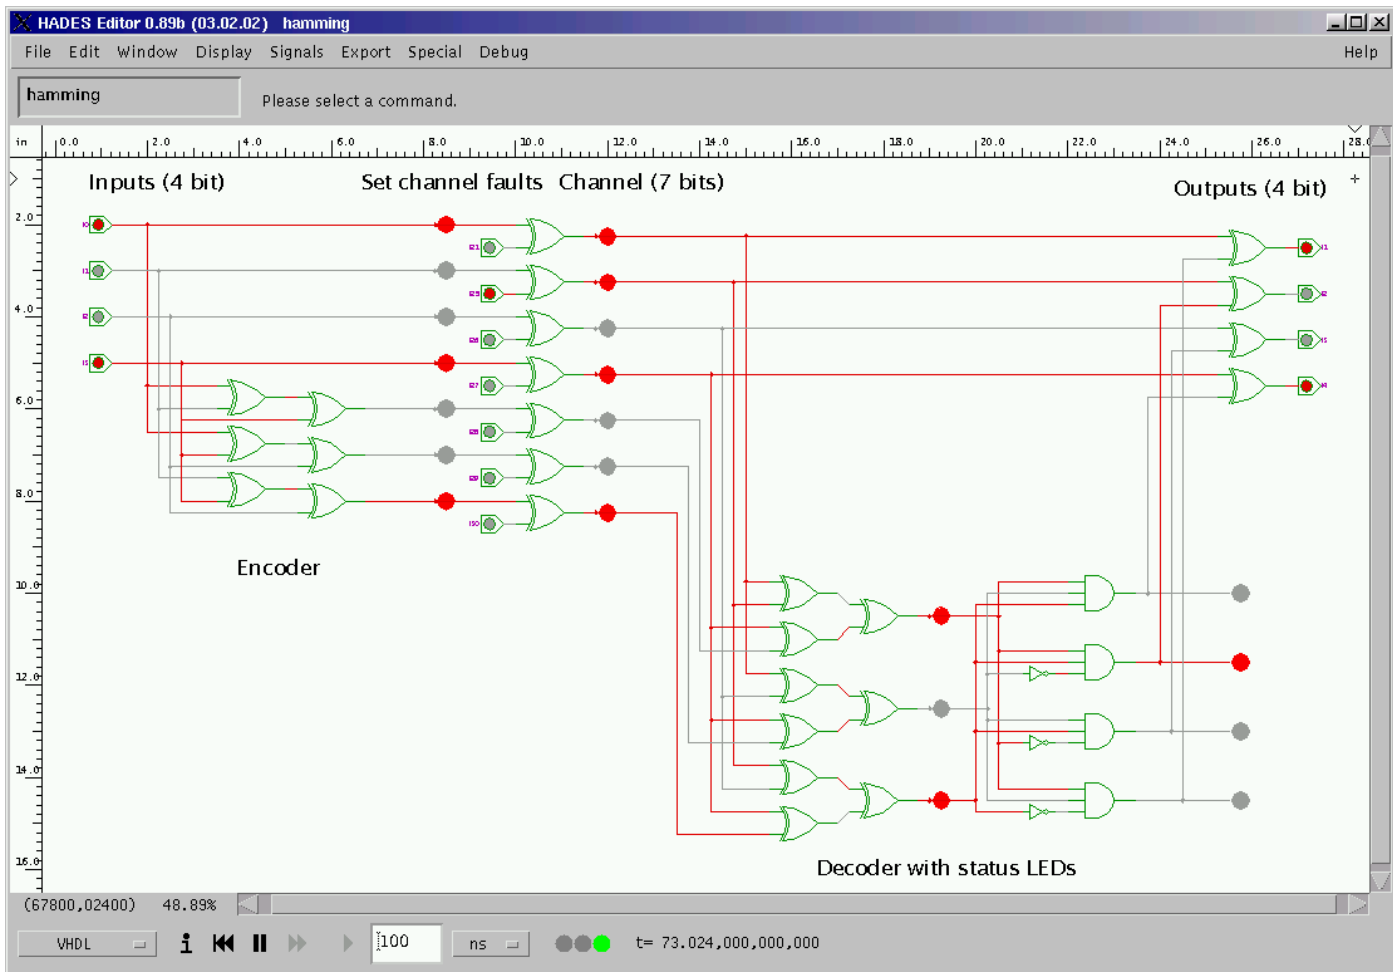 HADES Editor 0.89b (03.02.02) hamming
File Edit Window Display Signals Export Special Debug Help
hamming
Please select a command.
in 0.0 2.0 4.0 6.0 8.0 10.0 12.0 14.0 16.0 18.0 20.0 22.0 24.0 26.0 28.0
Inputs (4 bit) Set channel faults Channel (7 bits) Outputs (4 bit)
2.0
4.0
6.0
8.0
Encoder
10.0
12.0
14.0
16.0
Decoder with status LEDs
(67800,02400) 48.89%
VHDL i 100 ns t= 73.024,000,000,000